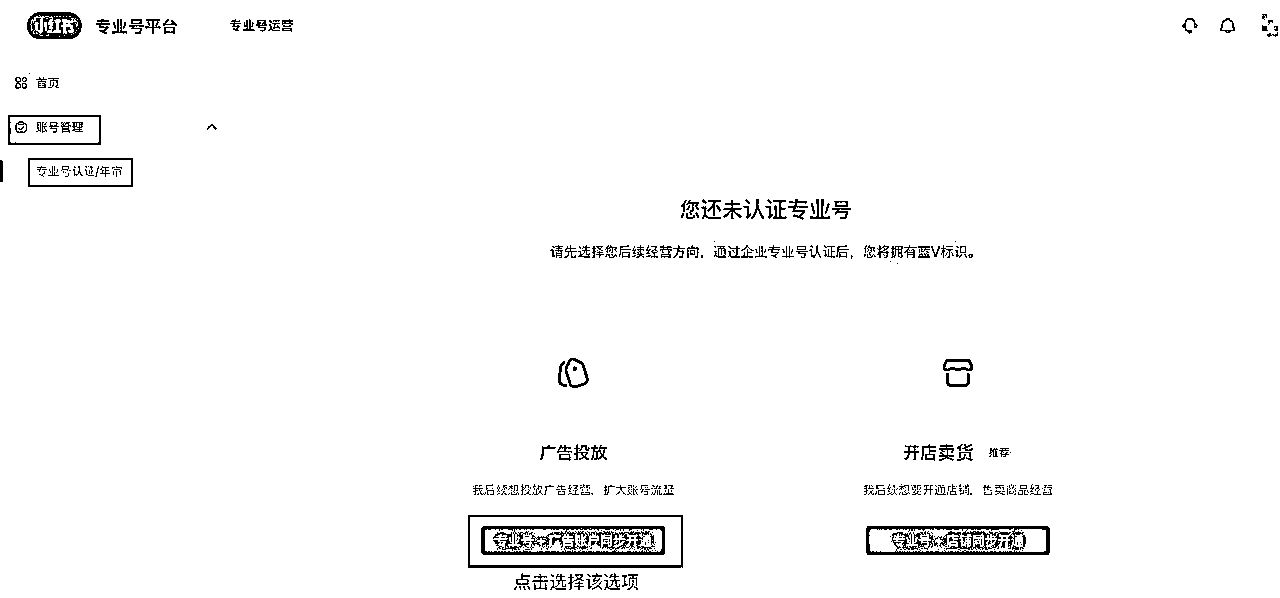 小红书 专业号平台 专业号运营
首页
账号管理
专业号认证/年审
您还未认证专业号
请先选择您后续经营方向，通过企业专业号认证后，您将拥有蓝V标识。
广告投放
开店卖货 推荐
我后续想投放广告经营，扩大账号流量
我后续想要开通店铺，售卖商品经营
专业号+广告账户同步开通
专业号+店铺同步开通
点击选择该选项